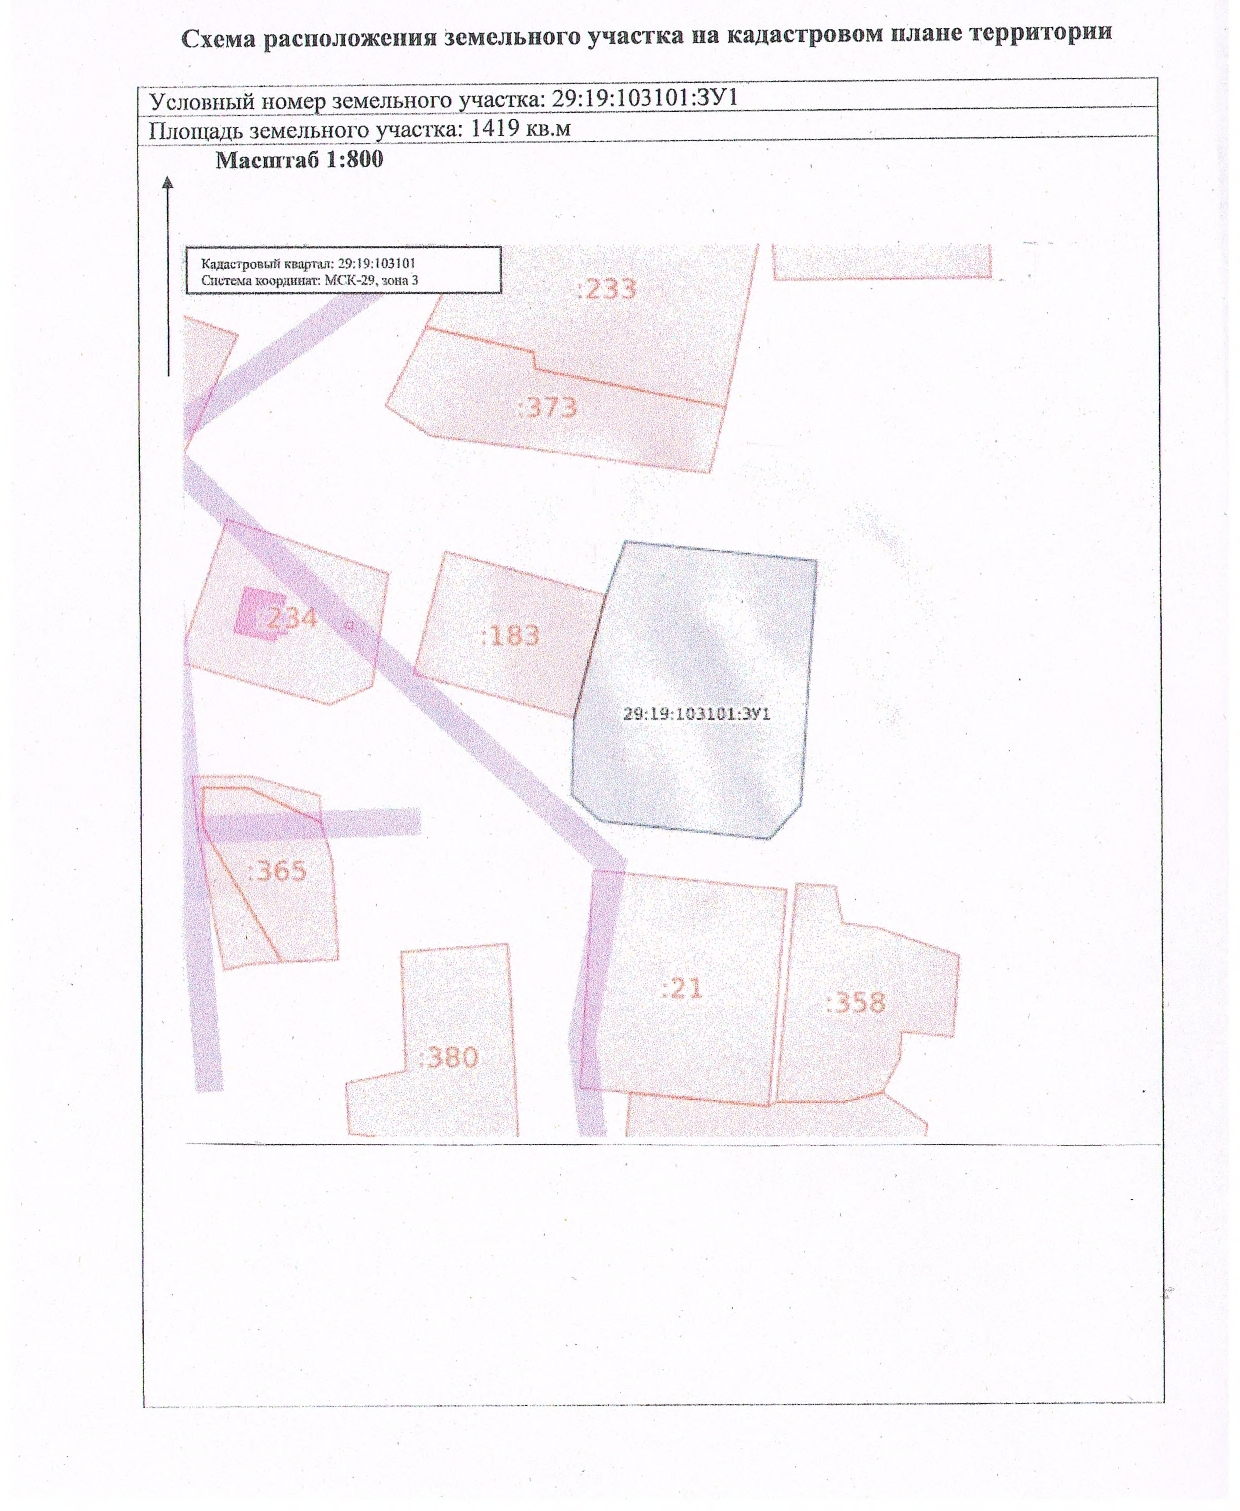 Схема расположения земельного участка на кадастровом плане территории
Условный номер земельного участка: 29:19:103101:ЗУ1
Площадь земельного участка: 1419 кв.м
Масштаб 1:800
Кадастровый квартал: 29:19:103101
Система координат: МСК-29, зона 3
:233
:373
:234
:183
29:19:103101:ЗУ1
:365
:21
:358
:380